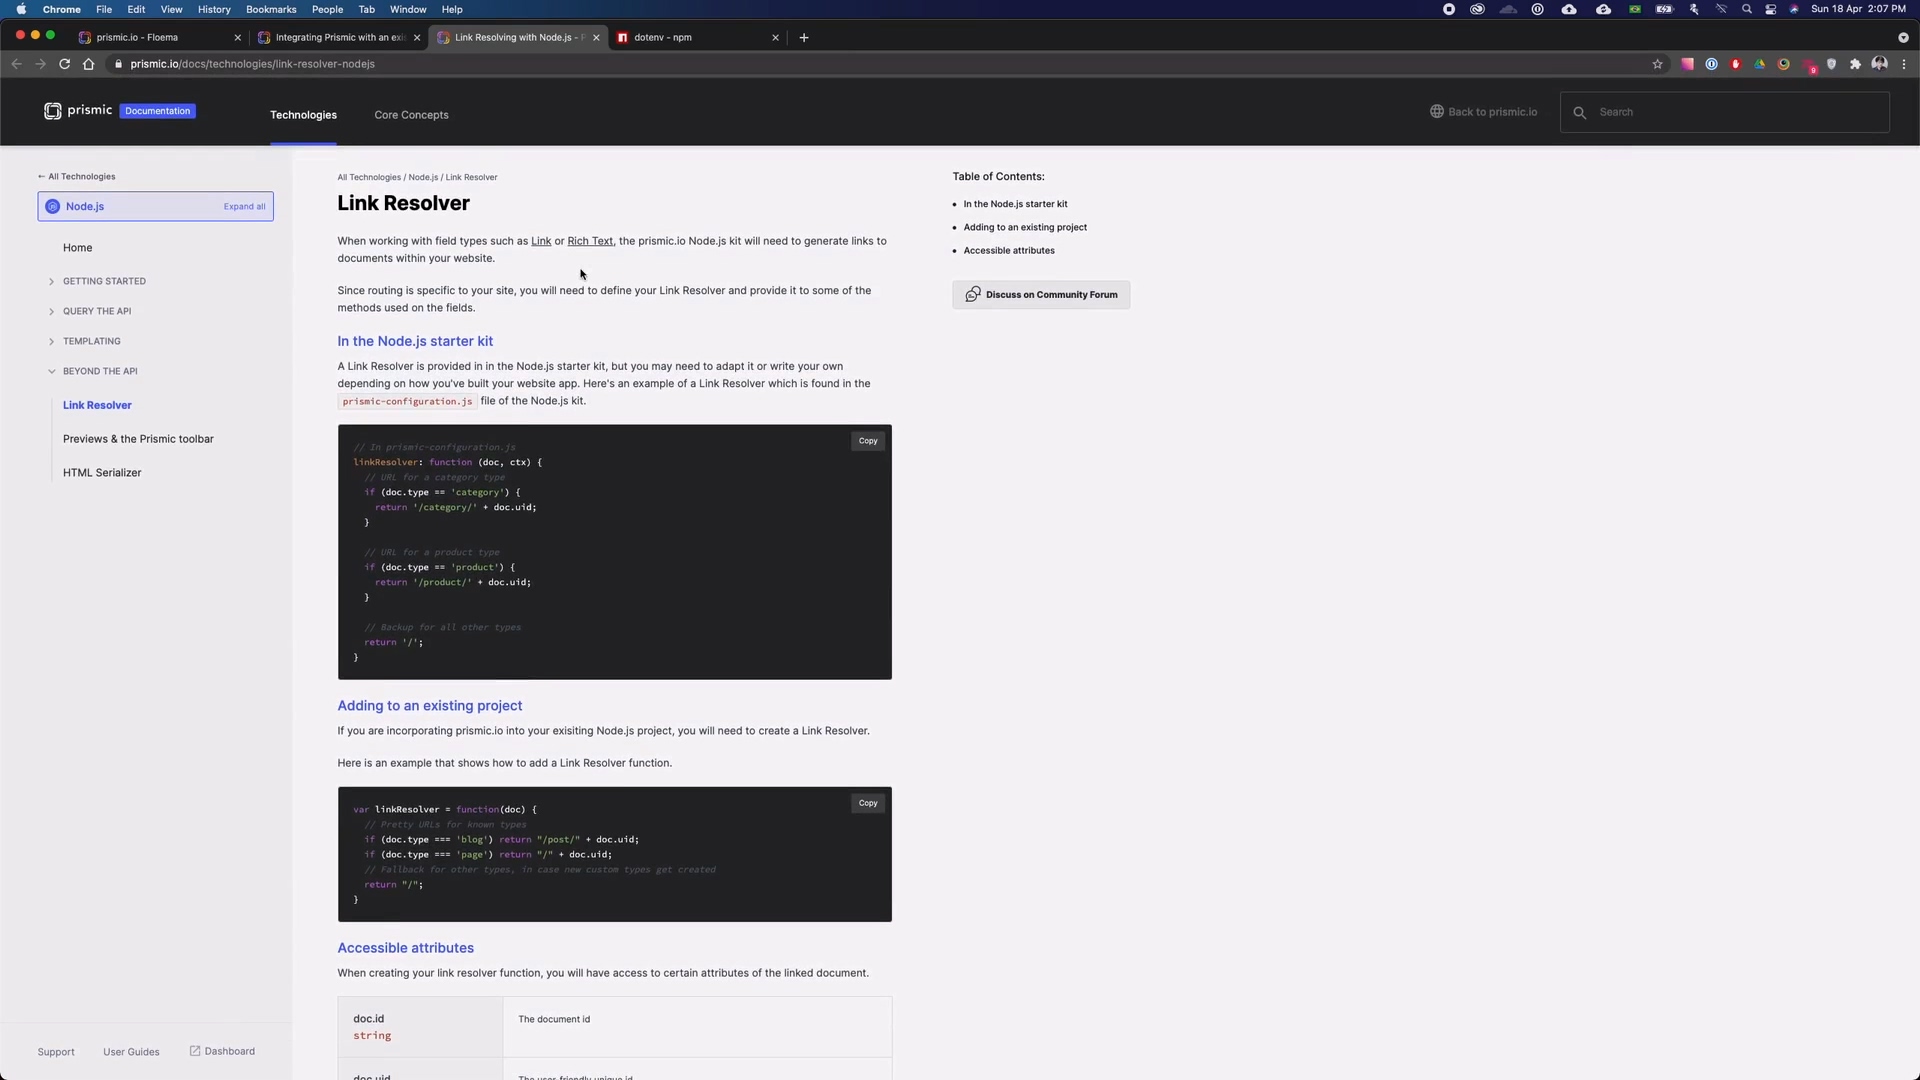 Chrome File Edit View History Bookmarks People Tab Window Help
Sun 18 Apr 2:07 PM
prismic.io - Floema
Integrating Prismic with an exis
Link Resolving with Node.js - P
dotenv - npm
prismic.io/docs/technologies/link-resolver-nodejs
9
prismic Documentation
Technologies
Core Concepts
Back to prismic.io
Search
← All Technologies
Node.js Expand all
Home
GETTING STARTED
QUERY THE API
TEMPLATING
BEYOND THE API
Link Resolver
Previews & the Prismic toolbar
HTML Serializer
Support User Guides Dashboard
All Technologies / Node.js / Link Resolver
Link Resolver
When working with field types such as Link or Rich Text, the prismic.io Node.js kit will need to generate links to
documents within your website.
Since routing is specific to your site, you will need to define your Link Resolver and provide it to some of the
methods used on the fields.
In the Node.js starter kit
A Link Resolver is provided in in the Node.js starter kit, but you may need to adapt it or write your own
depending on how you've built your website app. Here's an example of a Link Resolver which is found in the
prismic-configuration.js file of the Node.js kit.
Copy
// In prismic-configuration.js
linkResolver: function (doc, ctx) {
// URL for a category type
if (doc.type == 'category') {
return '/category/' + doc.uid;
}
// URL for a product type
if (doc.type == 'product') {
return '/product/' + doc.uid;
}
// Backup for all other types
return '/';
}
Adding to an existing project
If you are incorporating prismic.io into your exisiting Node.js project, you will need to create a Link Resolver.
Here is an example that shows how to add a Link Resolver function.
Copy
var linkResolver = function(doc) {
// Pretty URLs for known types
if (doc.type === 'blog') return "/post/" + doc.uid;
if (doc.type === 'page') return "/" + doc.uid;
// Fallback for other types, in case new custom types get created
return "/";
}
Accessible attributes
When creating your link resolver function, you will have access to certain attributes of the linked document.
doc.id
string
The document id
doc.uid
The user-friendly unique id
Table of Contents:
In the Node.js starter kit
Adding to an existing project
Accessible attributes
Discuss on Community Forum